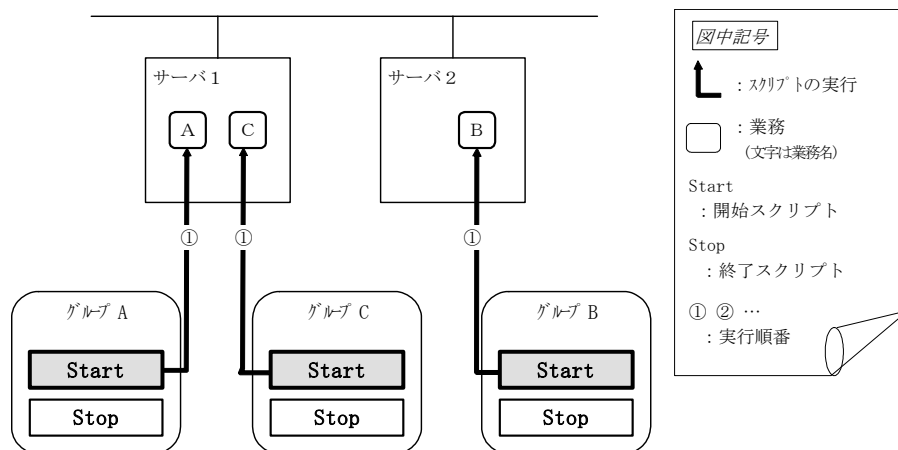 サーバ１
サーバ２
A
C
B
①
①
①
グループ A
グループ C
グループ B
Start
Start
Start
Stop
Stop
Stop
図中記号
：スクリプトの実行
：業務
(文字は業務名)
Start
：開始スクリプト
Stop
：終了スクリプト
① ② …
：実行順番